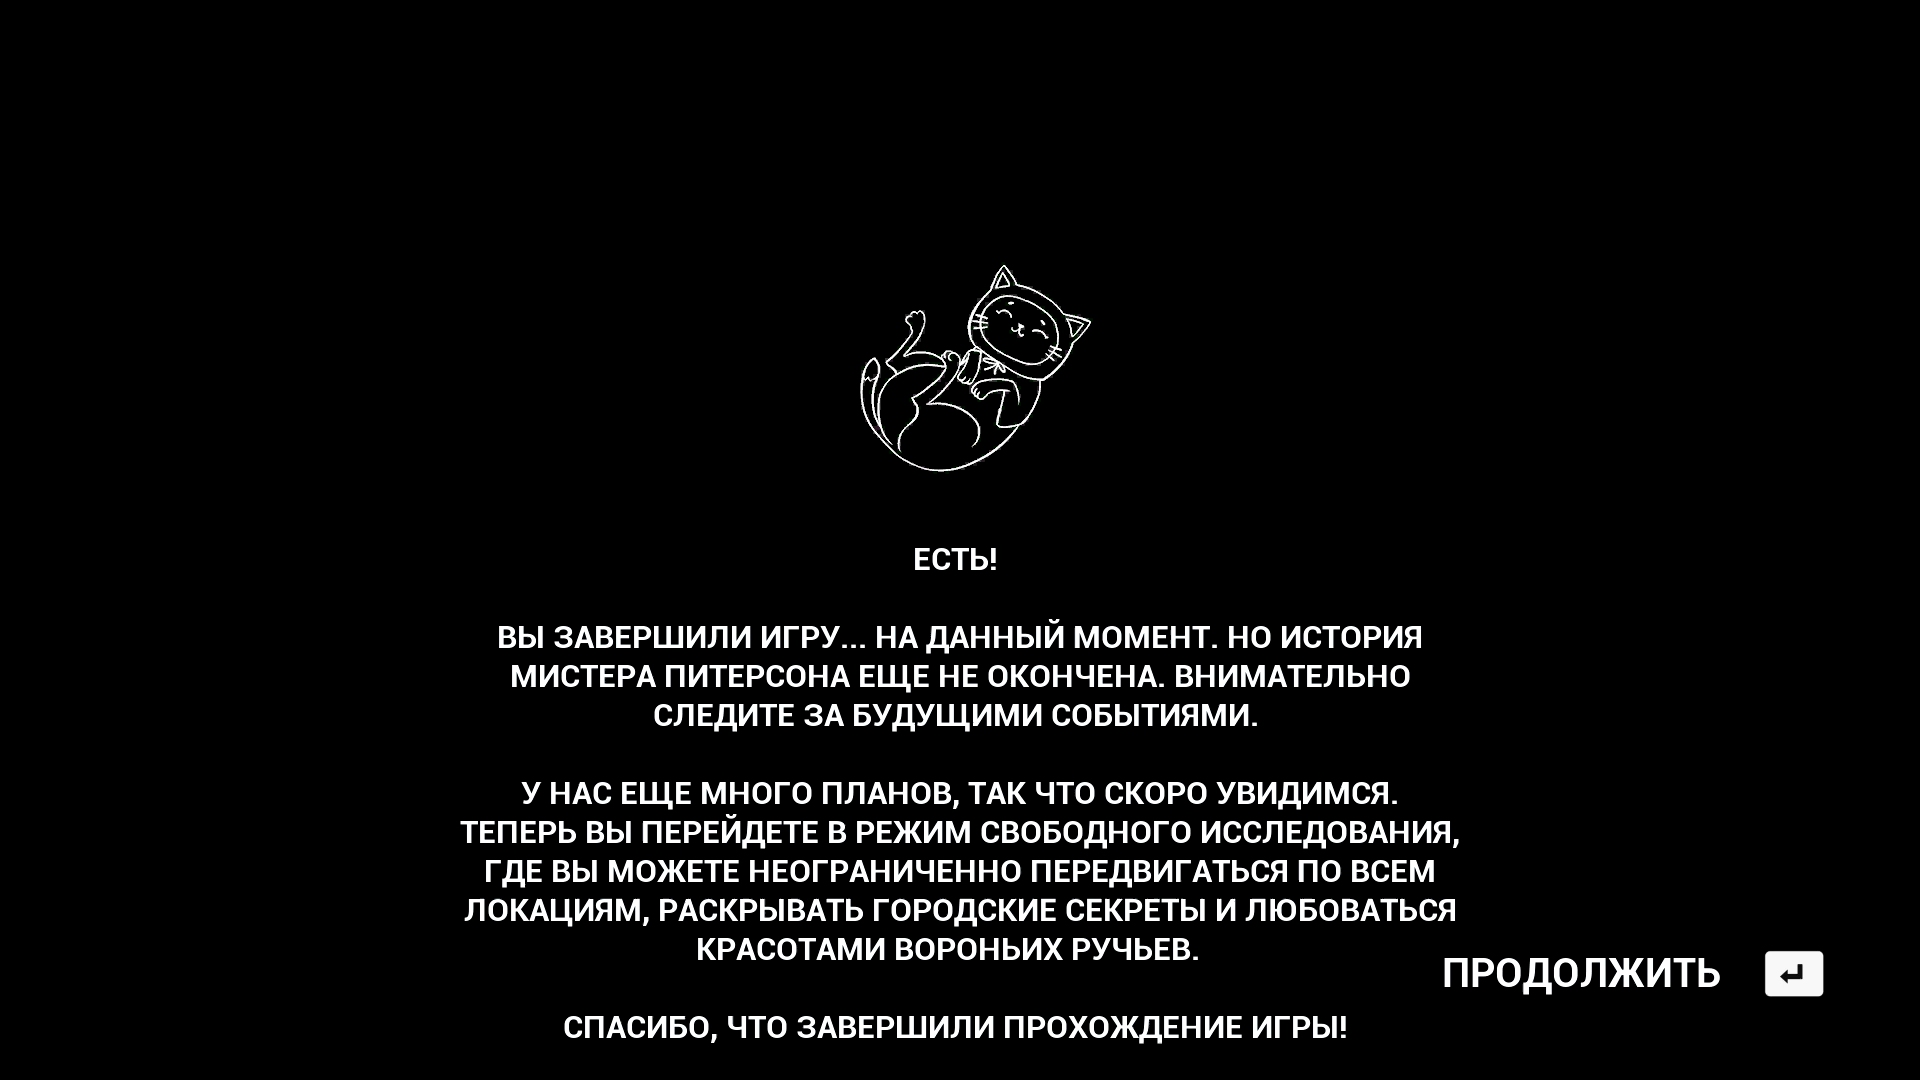 ЕСТЬ!
ВЫ ЗАВЕРШИЛИ ИГРУ... НА ДАННЫЙ МОМЕНТ. НО ИСТОРИЯ
МИСТЕРА ПИТЕРСОНА ЕЩЕ НЕ ОКОНЧЕНА. ВНИМАТЕЛЬНО
СЛЕДИТЕ ЗА БУДУЩИМИ СОБЫТИЯМИ.
У НАС ЕЩЕ МНОГО ПЛАНОВ, ТАК ЧТО СКОРО УВИДИМСЯ.
ТЕПЕРЬ ВЫ ПЕРЕЙДЕТЕ В РЕЖИМ СВОБОДНОГО ИССЛЕДОВАНИЯ,
ГДЕ ВЫ МОЖЕТЕ НЕОГРАНИЧЕННО ПЕРЕДВИГАТЬСЯ ПО ВСЕМ
ЛОКАЦИЯМ, РАСКРЫВАТЬ ГОРОДСКИЕ СЕКРЕТЫ И ЛЮБОВАТЬСЯ
КРАСОТАМИ ВОРОНЬИХ РУЧЬЕВ.
ПРОДОЛЖИТЬ
СПАСИБО, ЧТО ЗАВЕРШИЛИ ПРОХОЖДЕНИЕ ИГРЫ!